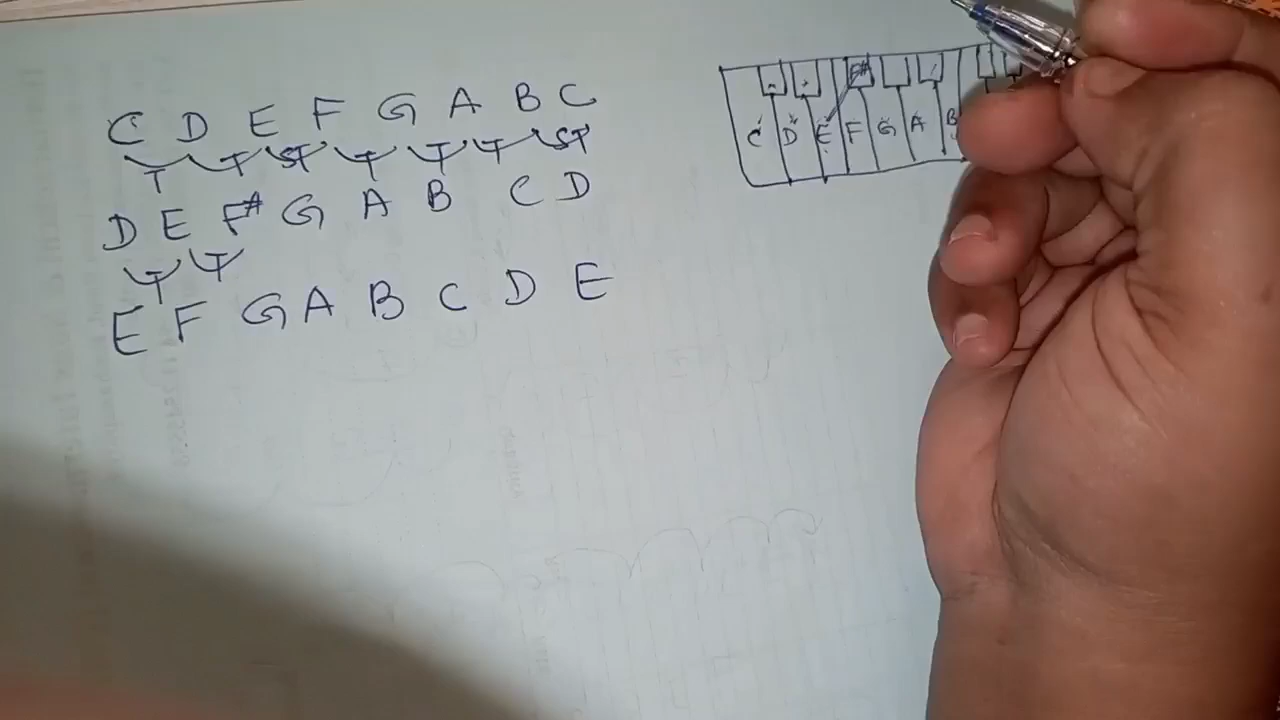 C D E F G A B C
T T ST T T T ST
D E F# G A B C D
T T
E F G A B C D E
F#
C D E F G A B